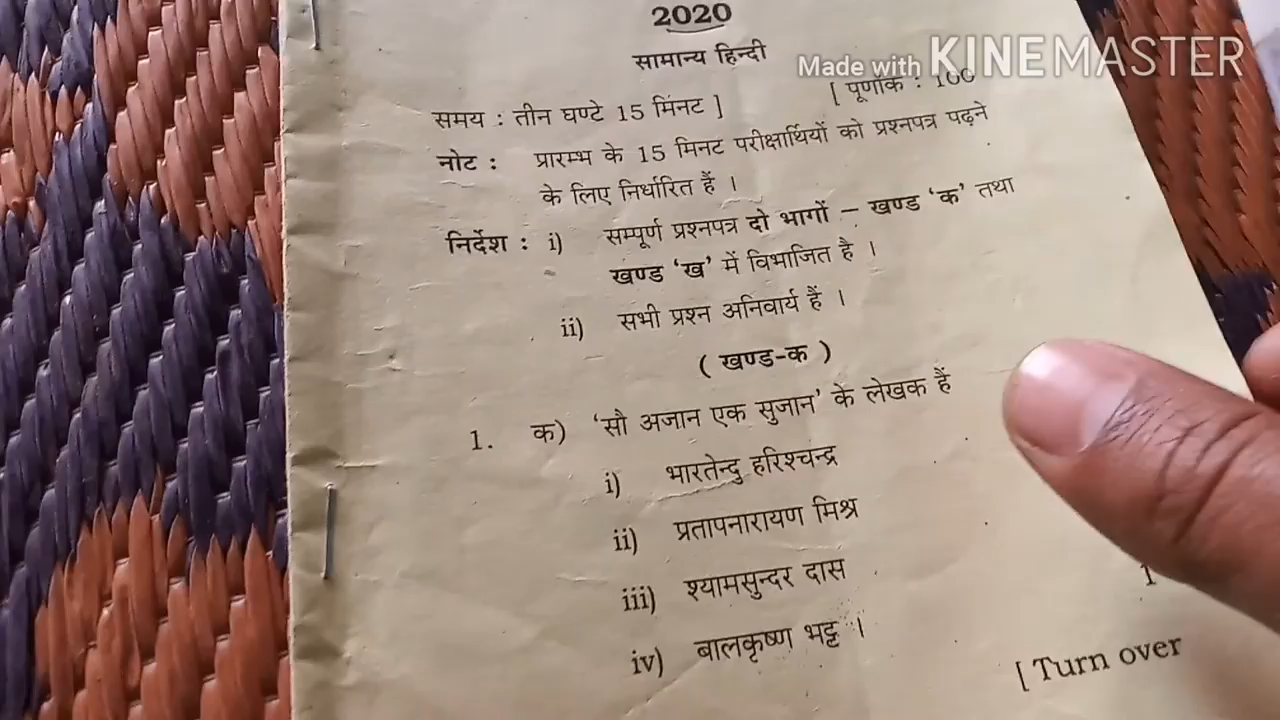 2020
सामान्य हिन्दी
Made with KINEMASTER
समय : तीन घण्टे 15 मिनट ] [ पूर्णांक : 100
नोट : प्रारम्भ के 15 मिनट परीक्षार्थियों को प्रश्नपत्र पढ़ने
के लिए निर्धारित हैं ।
निर्देश : i) सम्पूर्ण प्रश्नपत्र दो भागों – खण्ड ‘क’ तथा
खण्ड ‘ख’ में विभाजित है ।
ii) सभी प्रश्न अनिवार्य हैं ।
( खण्ड-क )
1. क) ‘सौ अजान एक सुजान’ के लेखक हैं
i) भारतेन्दु हरिश्चन्द्र
ii) प्रतापनारायण मिश्र
iii) श्यामसुन्दर दास
iv) बालकृष्ण भट्ट । 1
[ Turn over